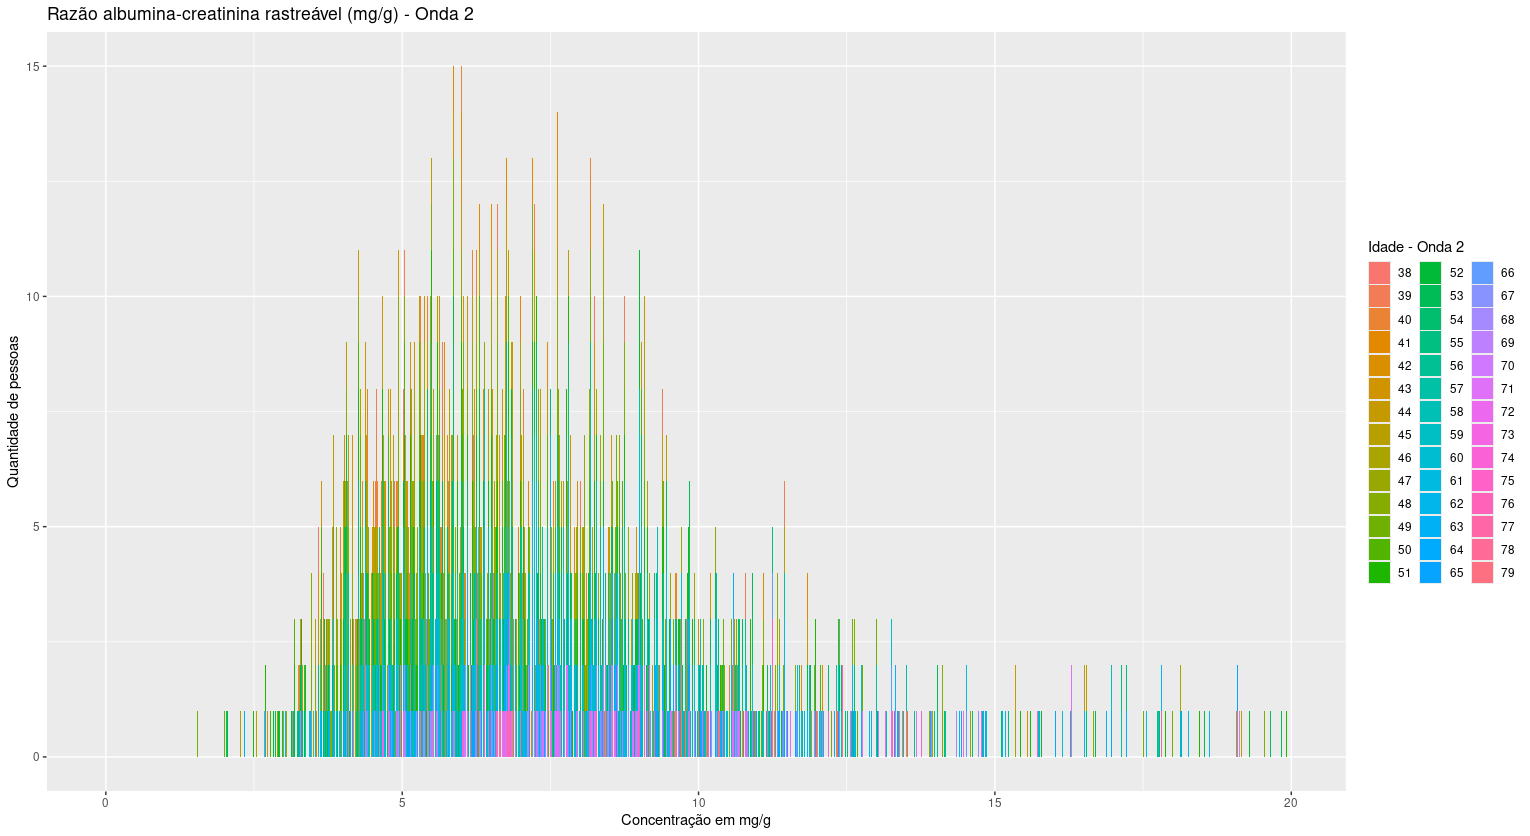 Razão albumina-creatinina rastreável (mg/g) - Onda 2
Quantidade de pessoas
15
10
5
0
0 5 10 15 20
Concentração em mg/g
Idade - Onda 2
38 52 66
39 53 67
40 54 68
41 55 69
42 56 70
43 57 71
44 58 72
45 59 73
46 60 74
47 61 75
48 62 76
49 63 77
50 64 78
51 65 79